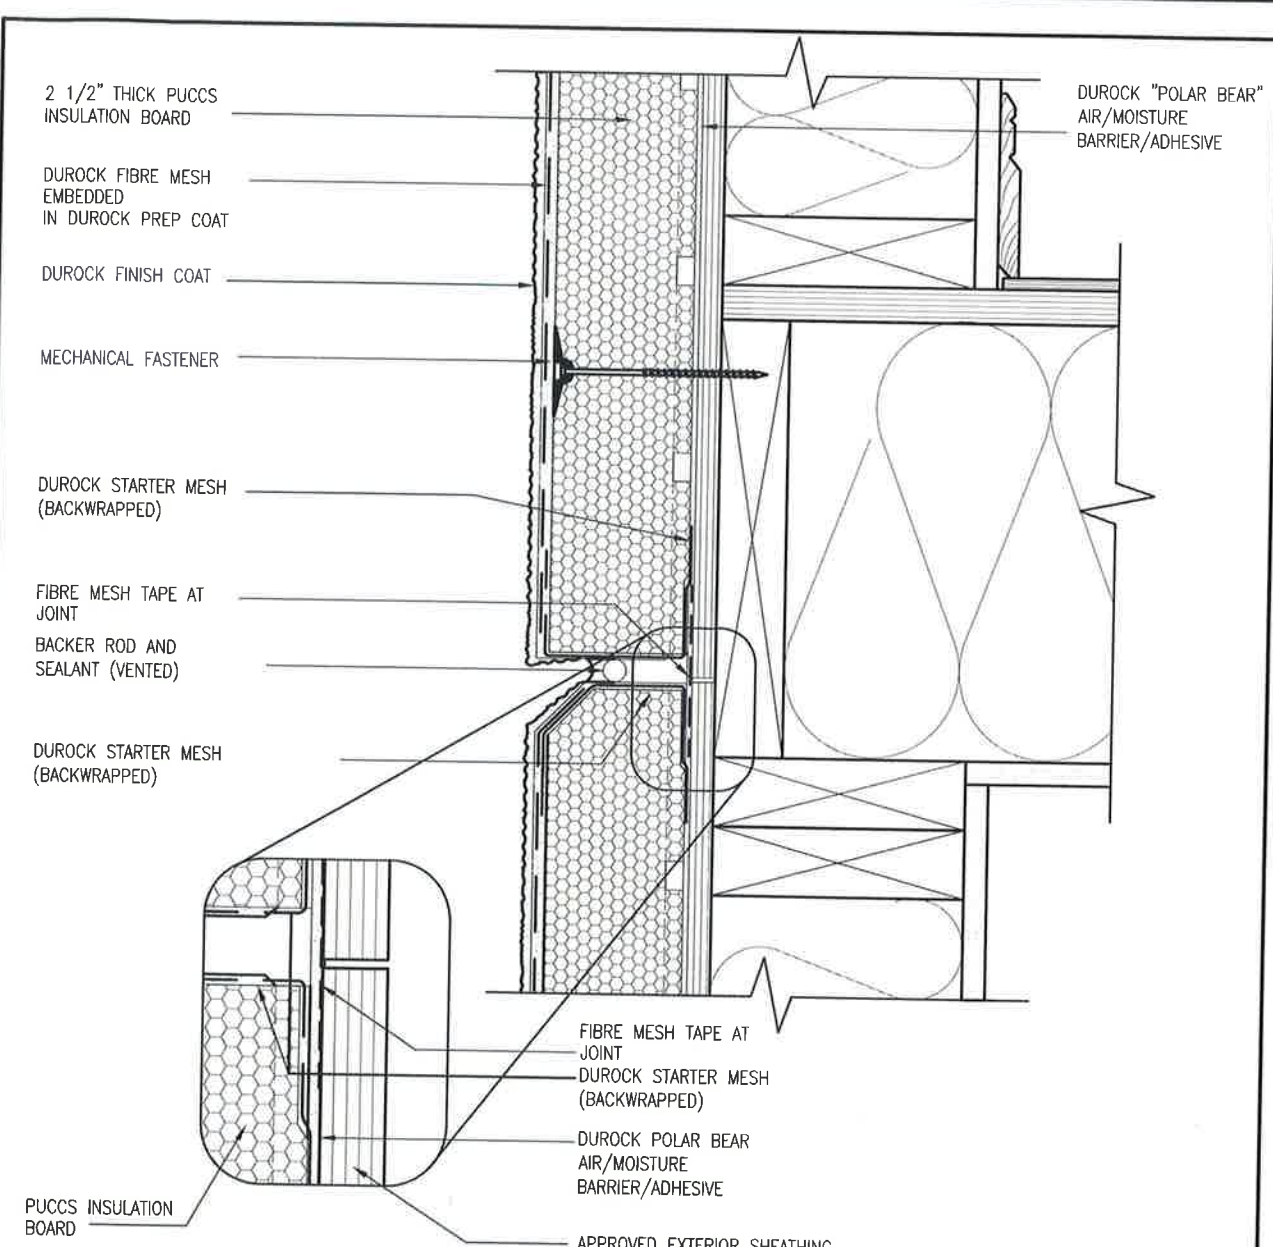 2 1/2" THICK PUCCS
INSULATION BOARD
DUROCK FIBRE MESH
EMBEDDED
IN DUROCK PREP COAT
DUROCK FINISH COAT
MECHANICAL FASTENER
DUROCK STARTER MESH
(BACKWRAPPED)
FIBRE MESH TAPE AT
JOINT
BACKER ROD AND
SEALANT (VENTED)
DUROCK STARTER MESH
(BACKWRAPPED)
DUROCK "POLAR BEAR"
AIR/MOISTURE
BARRIER/ADHESIVE
FIBRE MESH TAPE AT
JOINT
DUROCK STARTER MESH
(BACKWRAPPED)
DUROCK POLAR BEAR
AIR/MOISTURE
BARRIER/ADHESIVE
PUCCS INSULATION
BOARD
APPROVED EXTERIOR SHEATHING